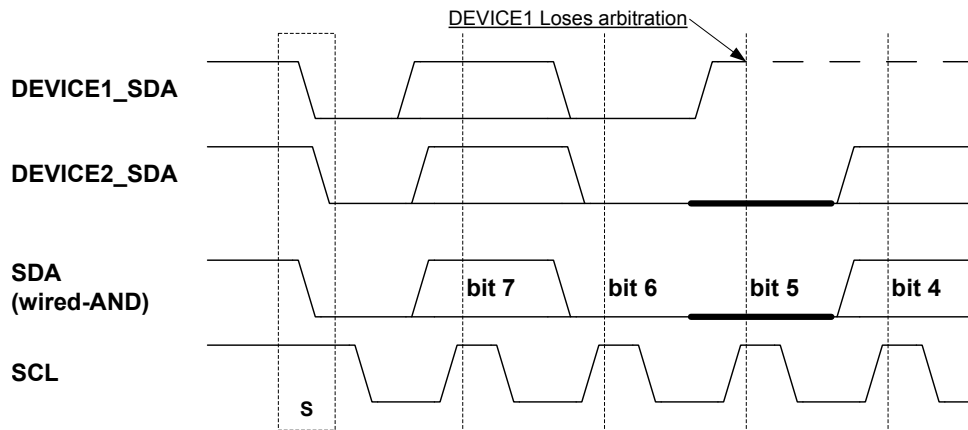 DEVICE1 Loses arbitration
DEVICE1_SDA
DEVICE2_SDA
SDA
(wired-AND)
bit 7 bit 6 bit 5 bit 4
SCL
S